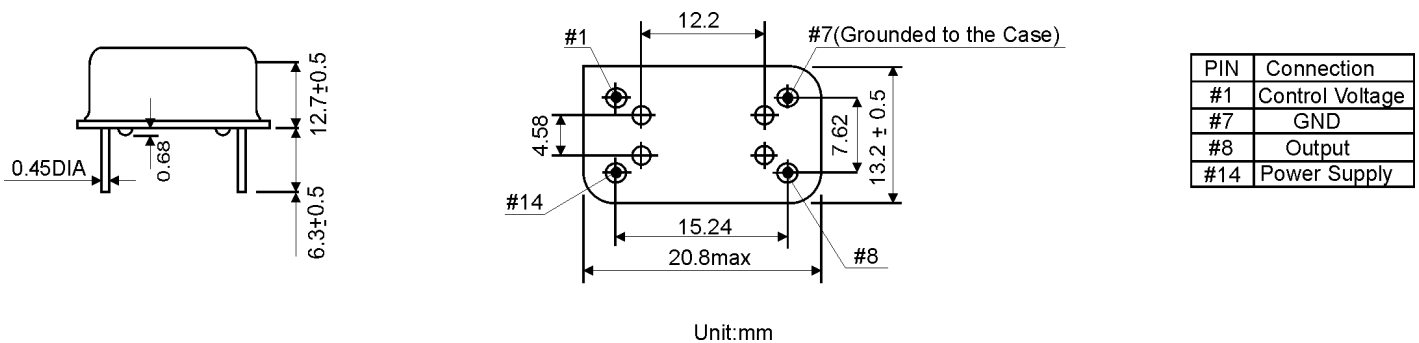 0.45DIA
0.68
12.7±0.5
6.3±0.5
#1
12.2
#7(Grounded to the Case)
4.58
7.62
13.2 ± 0.5
#14
15.24
20.8max
#8
Unit:mm
PIN Connection
#1 Control Voltage
#7 GND
#8 Output
#14 Power Supply